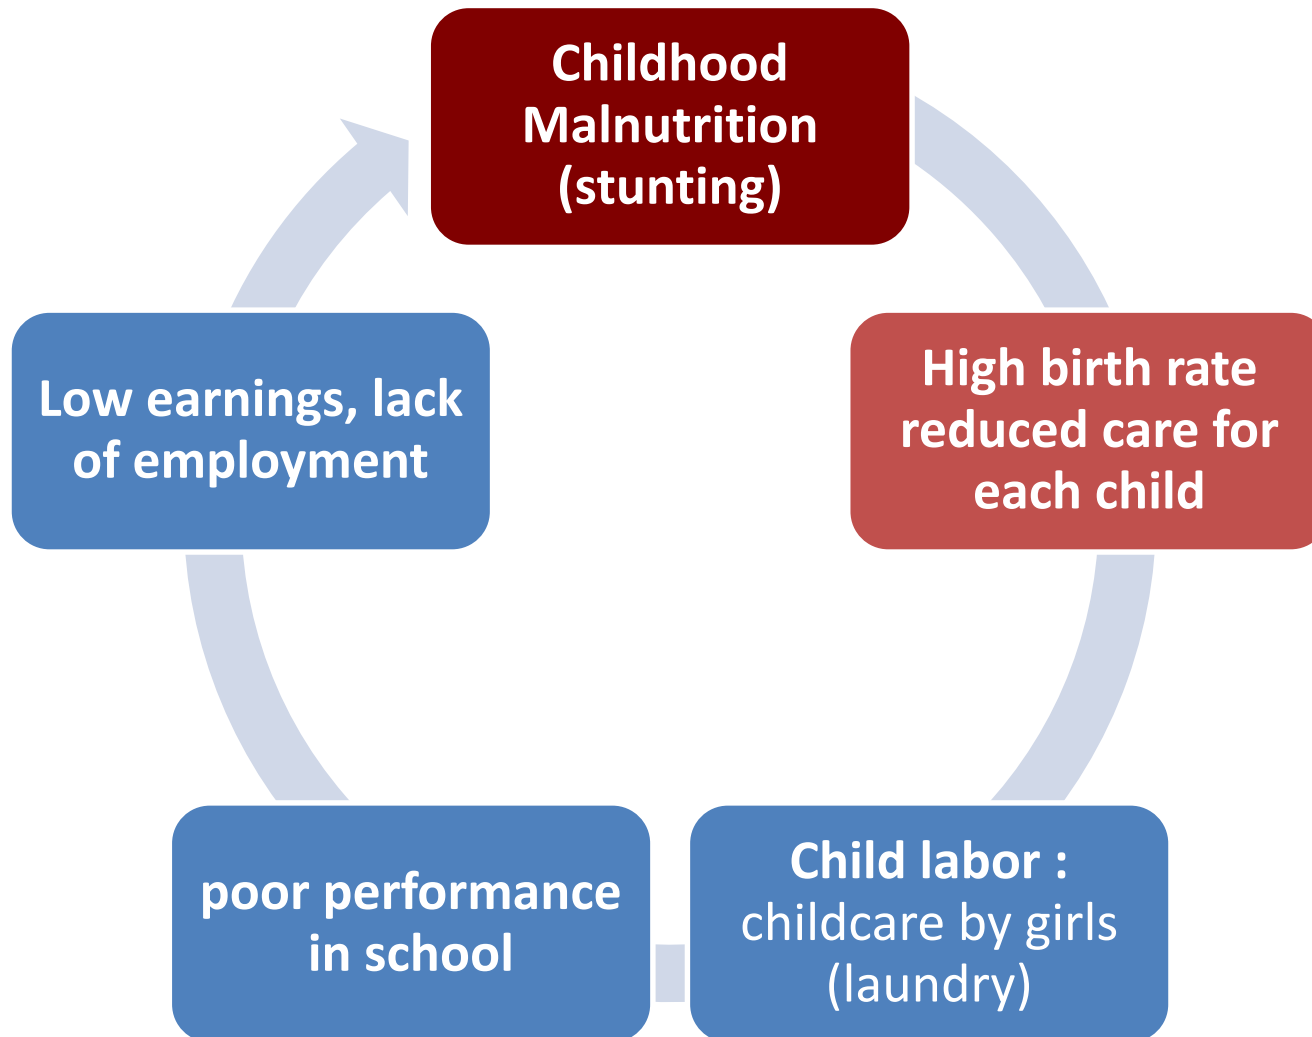 Childhood
Malnutrition
(stunting)
High birth rate
reduced care for
each child
Child labor :
childcare by girls
(laundry)
poor performance
in school
Low earnings, lack
of employment